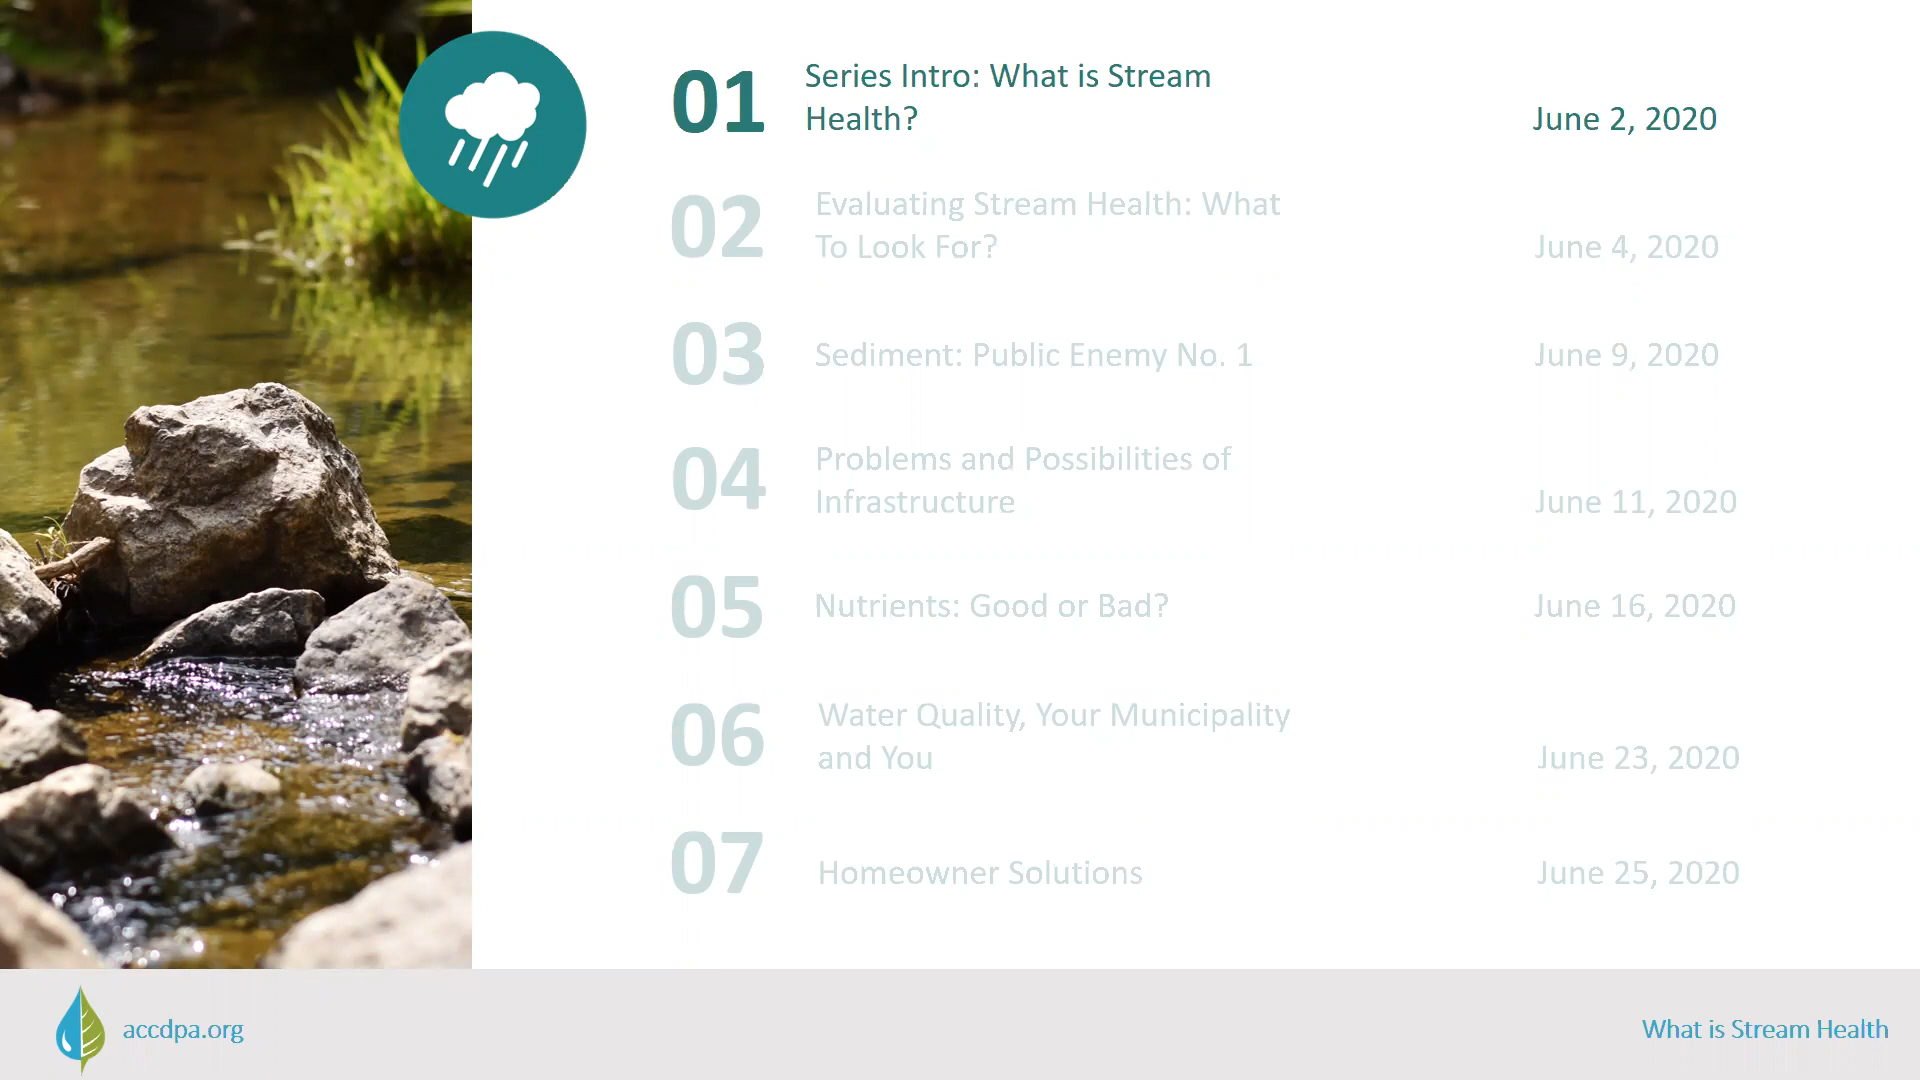 01
Series Intro: What is Stream
Health?
June 2, 2020
02
Evaluating Stream Health: What
To Look For?
June 4, 2020
03
Sediment: Public Enemy No. 1
June 9, 2020
04
Problems and Possibilities of
Infrastructure
June 11, 2020
05
Nutrients: Good or Bad?
June 16, 2020
06
Water Quality, Your Municipality
and You
June 23, 2020
07
Homeowner Solutions
June 25, 2020
accdpa.org
What is Stream Health